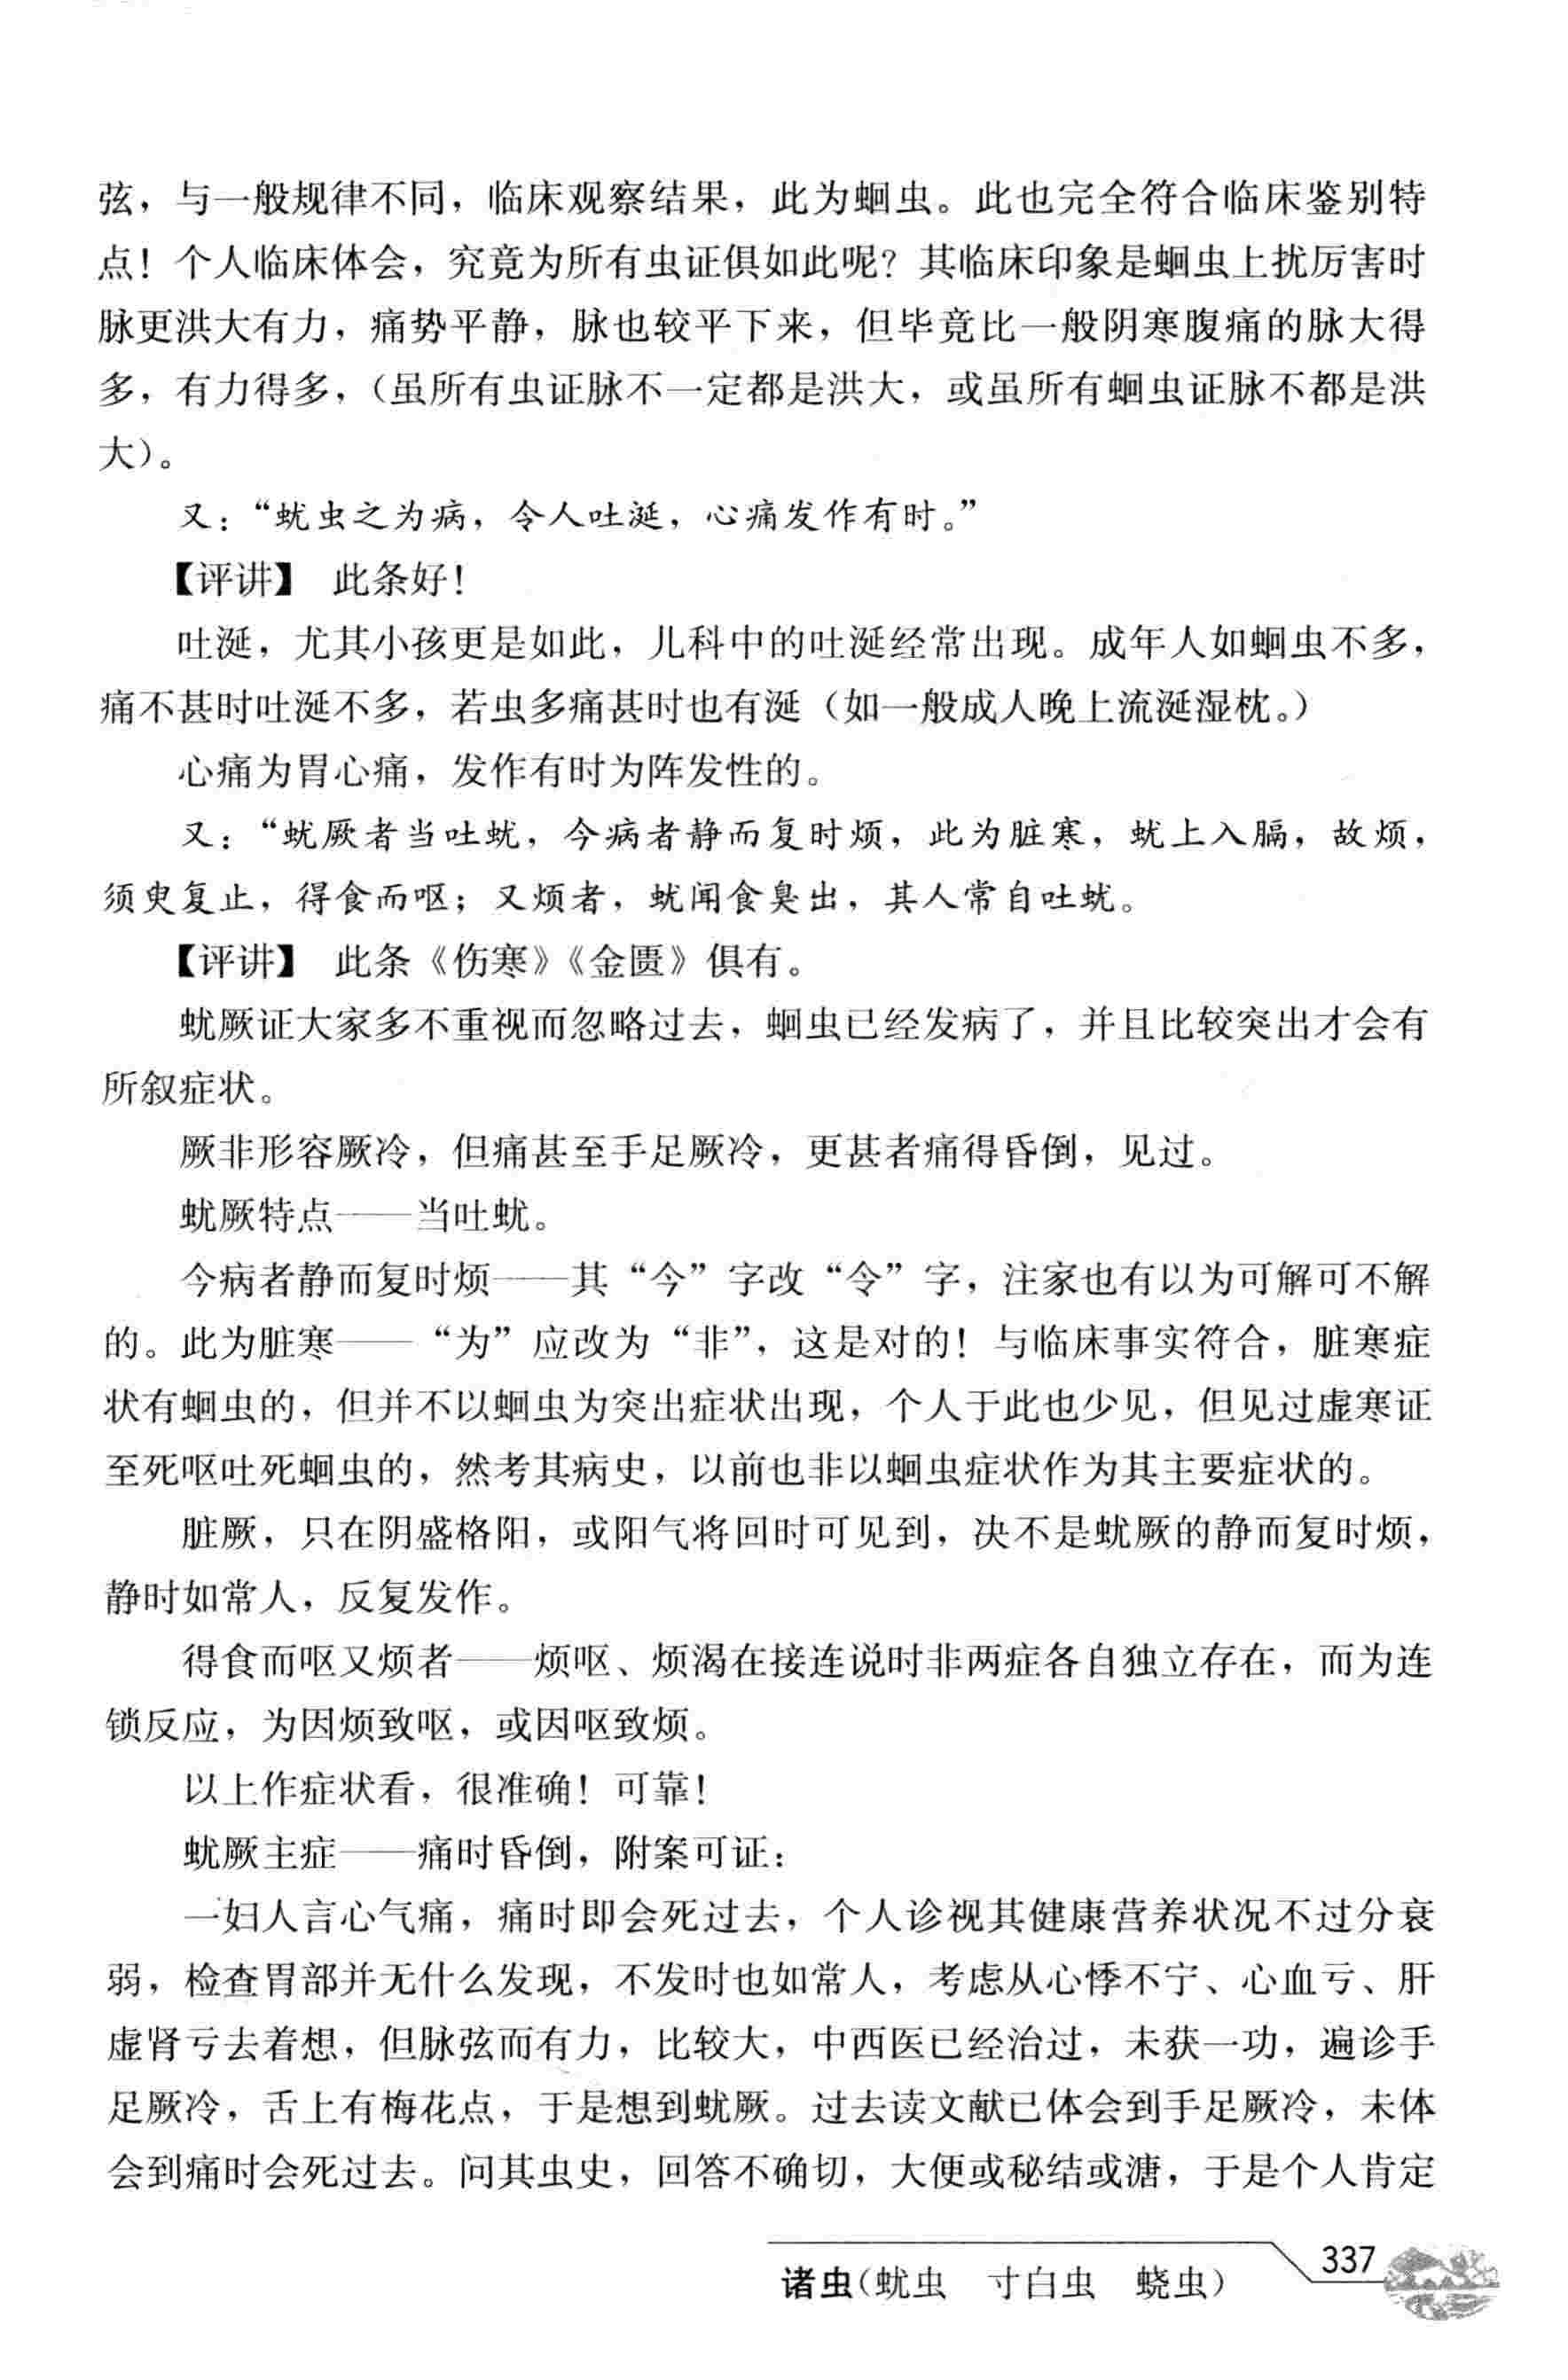 弦，与一般规律不同，临床观察结果，此为蛔虫。此也完全符合临床鉴别特
点！个人临床体会，究竟为所有虫证俱如此呢？其临床印象是蛔虫上扰厉害时
脉更洪大有力，痛势平静，脉也较平下来，但毕竟比一般阴寒腹痛的脉大得
多，有力得多，（虽所有虫证脉不一定都是洪大，或虽所有蛔虫证脉不都是洪
大）。
又：“蚘虫之为病，令人吐涎，心痛发作有时。”
【评讲】 此条好！
吐涎，尤其小孩更是如此，儿科中的吐涎经常出现。成年人如蛔虫不多，
痛不甚时吐涎不多，若虫多痛甚时也有涎（如一般成人晚上流涎湿枕。）
心痛为胃心痛，发作有时为阵发性的。
又：“蚘厥者当吐蚘，今病者静而复时烦，此为脏寒，蚘上入膈，故烦，
须臾复止，得食而呕；又烦者，蚘闻食臭出，其人常自吐蚘。
【评讲】 此条《伤寒》《金匮》俱有。
蚘厥证大家多不重视而忽略过去，蛔虫已经发病了，并且比较突出才会有
所叙症状。
厥非形容厥冷，但痛甚至手足厥冷，更甚者痛得昏倒，见过。
蚘厥特点——当吐蚘。
今病者静而复时烦——其“今”字改“令”字，注家也有以为可解可不解
的。此为脏寒——“为”应改为“非”，这是对的！与临床事实符合，脏寒症
状有蛔虫的，但并不以蛔虫为突出症状出现，个人于此也少见，但见过虚寒证
至死呕吐死蛔虫的，然考其病史，以前也非以蛔虫症状作为其主要症状的。
脏厥，只在阴盛格阳，或阳气将回时可见到，决不是蚘厥的静而复时烦，
静时如常人，反复发作。
得食而呕又烦者——烦呕、烦渴在接连说时非两症各自独立存在，而为连
锁反应，为因烦致呕，或因呕致烦。
以上作症状看，很准确！可靠！
蚘厥主症——痛时昏倒，附案可证：
一妇人言心气痛，痛时即会死过去，个人诊视其健康营养状况不过分衰
弱，检查胃部并无什么发现，不发时也如常人，考虑从心悸不宁、心血亏、肝
虚肾亏去着想，但脉弦而有力，比较大，中西医已经治过，未获一功，遍诊手
足厥冷，舌上有梅花点，于是想到蚘厥。过去读文献已体会到手足厥冷，未体
会到痛时会死过去。问其虫史，回答不确切，大便或秘结或溏，于是个人肯定
诸虫（蚘虫 寸白虫 蛲虫） 337